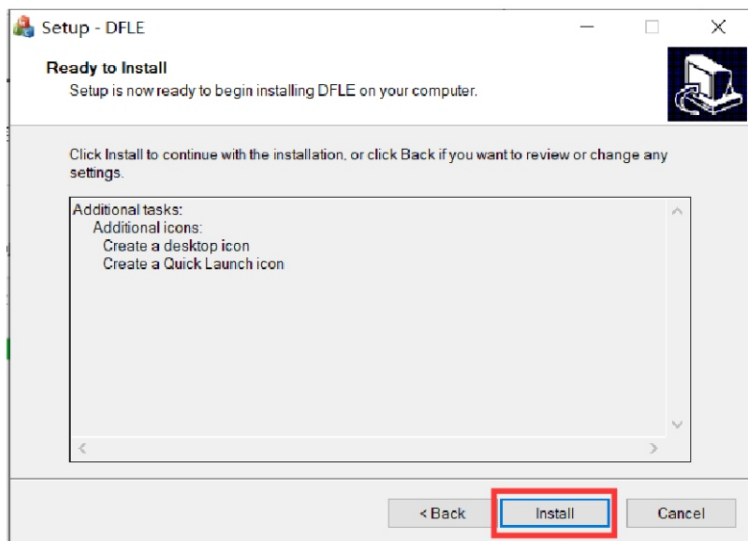 Setup - DFLE
Ready to Install
Setup is now ready to begin installing DFLE on your computer.
Click Install to continue with the installation, or click Back if you want to review or change any
settings.
Additional tasks:
Additional icons:
Create a desktop icon
Create a Quick Launch icon
< Back
Install
Cancel